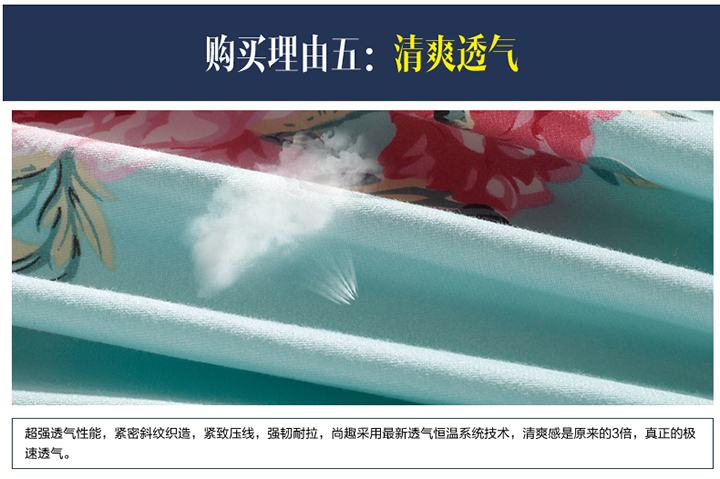 购买理由五：清爽透气
超强透气性能，紧密斜纹织造，紧致压线，强韧耐拉，尚趣采用最新透气恒温系统技术，清爽感是原来的3倍，真正的极
速透气。